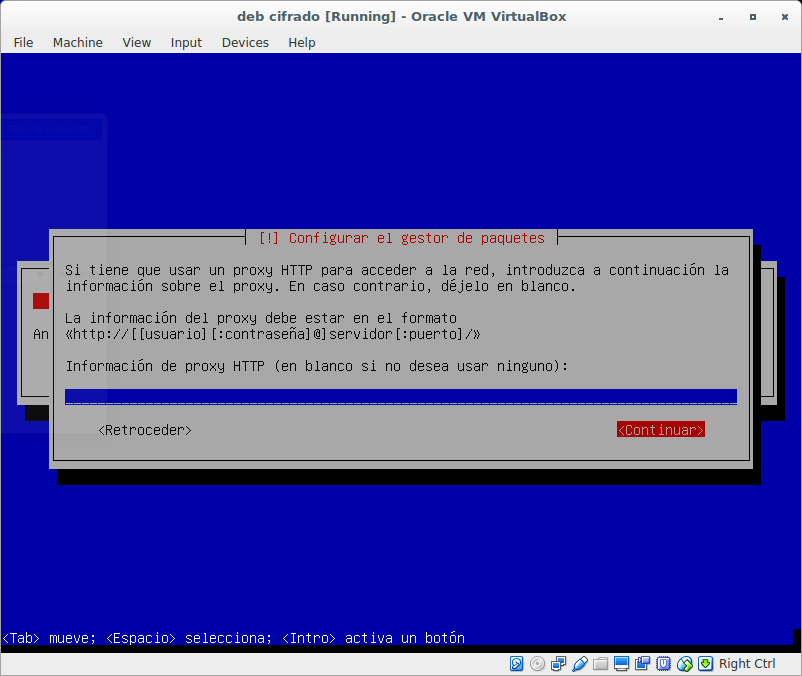 deb cifrado [Running] - Oracle VM VirtualBox
File Machine View Input Devices Help
[!] Configurar el gestor de paquetes
Si tiene que usar un proxy HTTP para acceder a la red, introduzca a continuación la
información sobre el proxy. En caso contrario, déjelo en blanco.
La información del proxy debe estar en el formato
«http://[[usuario][:contraseña]@]servidor[:puerto]/»
An
Información de proxy HTTP (en blanco si no desea usar ninguno):
<Retroceder> <Continuar>
<Tab> mueve; <Espacio> selecciona; <Intro> activa un botón
Right Ctrl